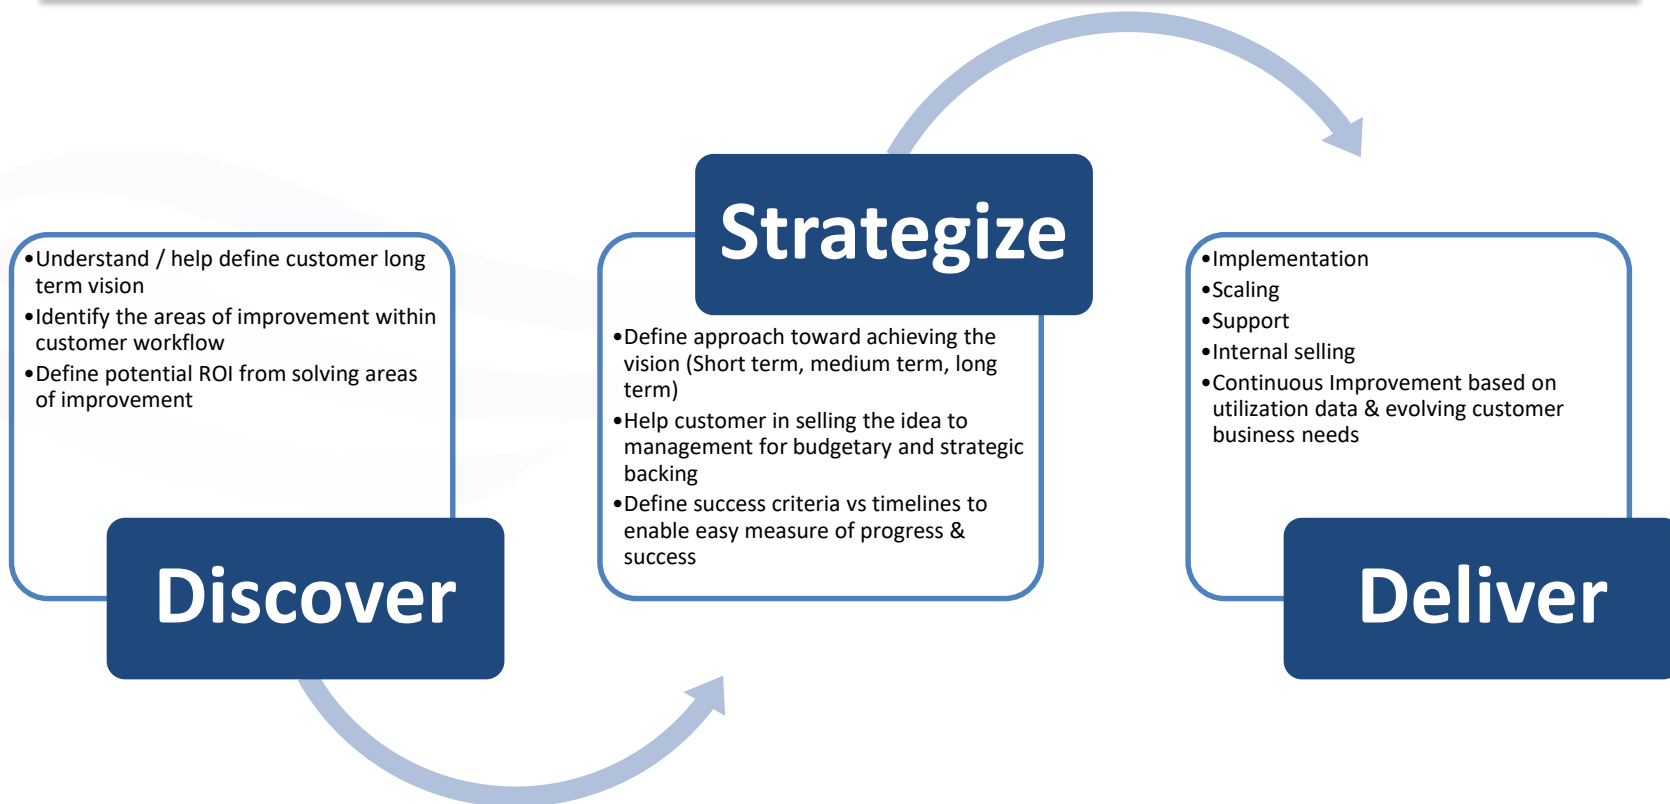 •Understand / help define customer long
term vision
•Identify the areas of improvement within
customer workflow
•Define potential ROI from solving areas
of improvement
Discover
Strategize
•Define approach toward achieving the
vision (Short term, medium term, long
term)
•Help customer in selling the idea to
management for budgetary and strategic
backing
•Define success criteria vs timelines to
enable easy measure of progress &
success
•Implementation
•Scaling
•Support
•Internal selling
•Continuous Improvement based on
utilization data & evolving customer
business needs
Deliver